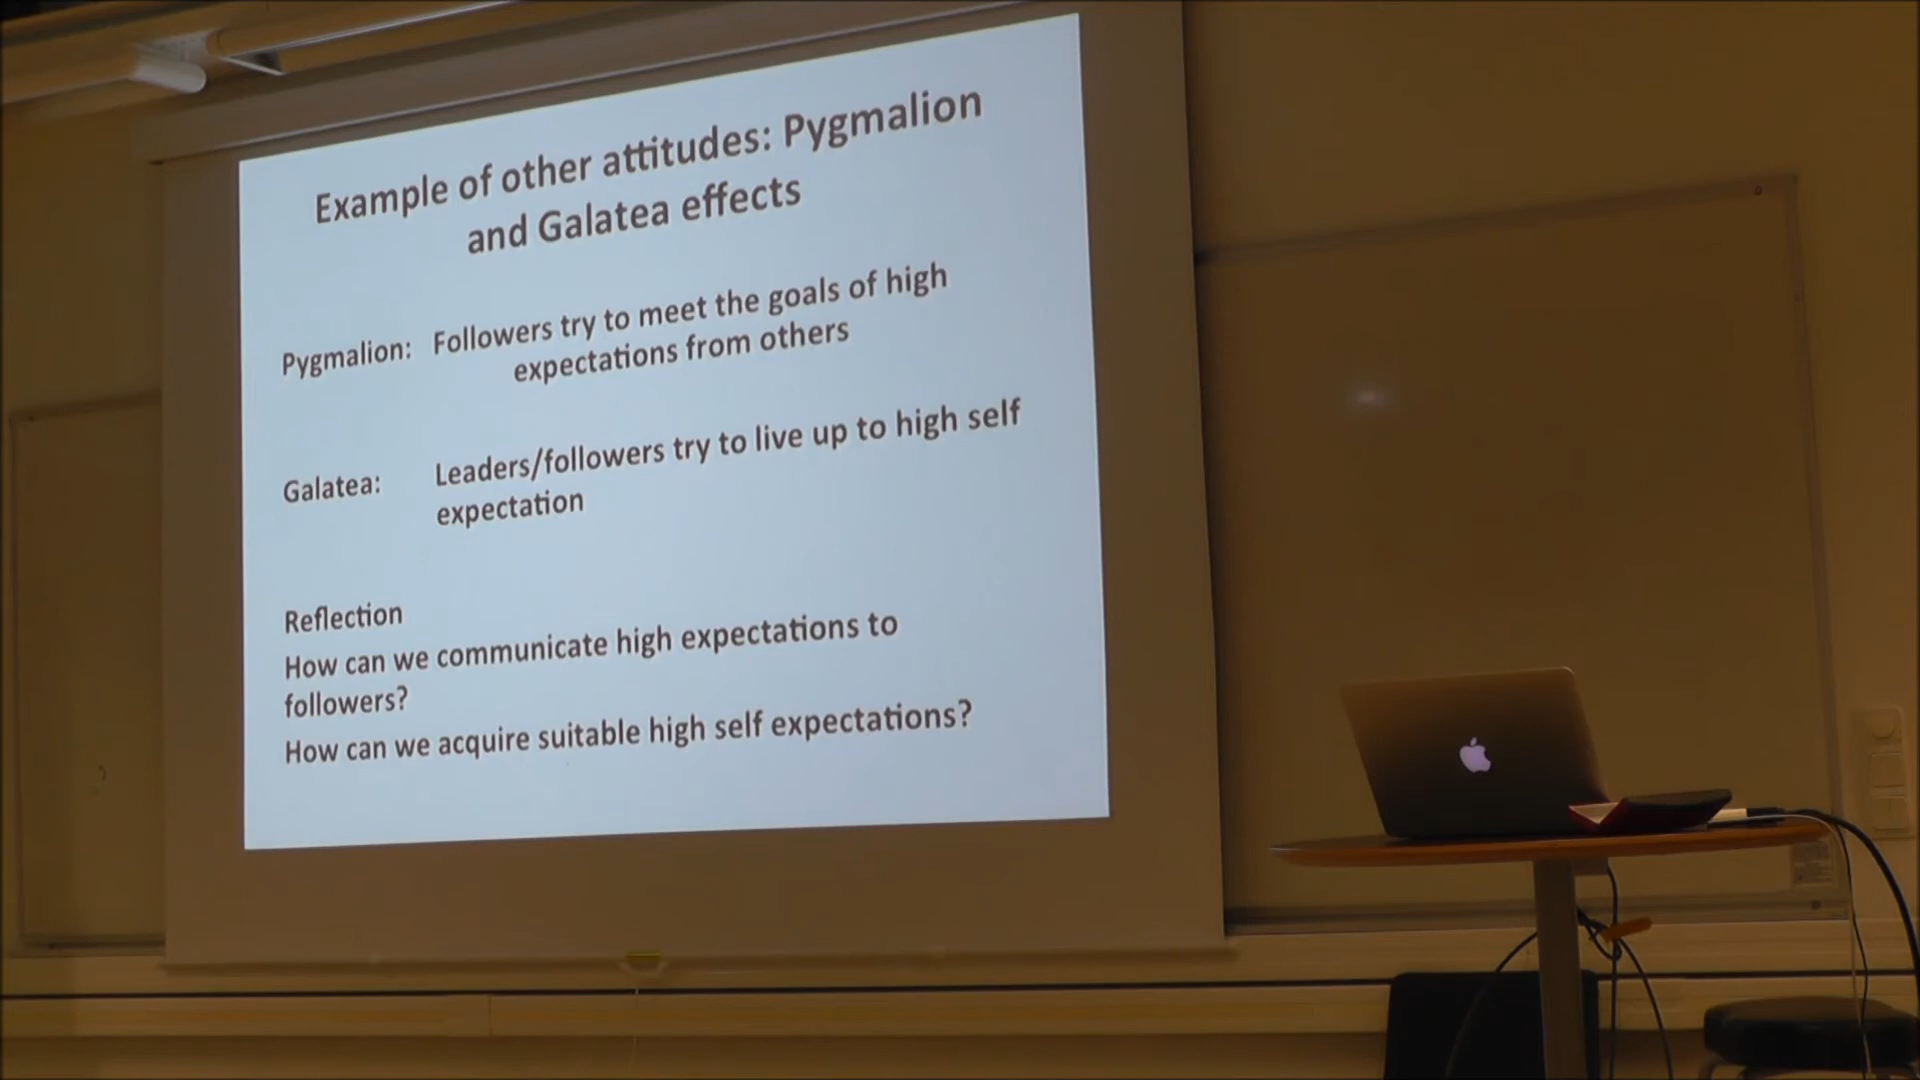 Example of other attitudes: Pygmalion
and Galatea effects
Pygmalion: Followers try to meet the goals of high
expectations from others
Galatea: Leaders/followers try to live up to high self
expectation
Reflection
How can we communicate high expectations to
followers?
How can we acquire suitable high self expectations?